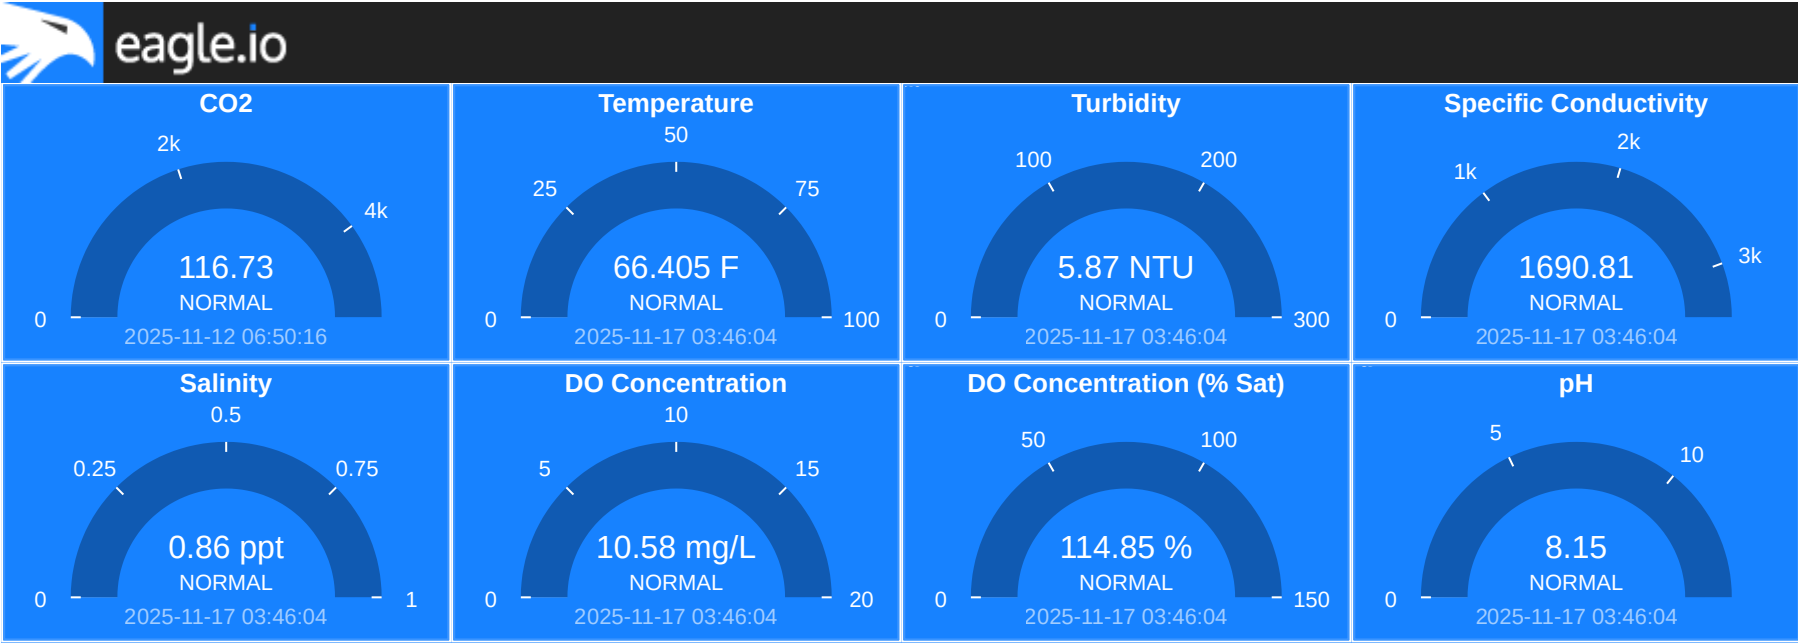 eagle.io
CO2
2k
4k
116.73
NORMAL
0
2025-11-12 06:50:16
Temperature
50
25
75
66.405 F
NORMAL
0
100
2025-11-17 03:46:04
Turbidity
100
200
5.87 NTU
NORMAL
0
300
2025-11-17 03:46:04
Specific Conductivity
2k
1k
3k
1690.81
NORMAL
0
2025-11-17 03:46:04
Salinity
0.5
0.25
0.75
0.86 ppt
NORMAL
0
1
2025-11-17 03:46:04
DO Concentration
10
5
15
10.58 mg/L
NORMAL
0
20
2025-11-17 03:46:04
DO Concentration (% Sat)
50
100
114.85 %
NORMAL
0
150
2025-11-17 03:46:04
pH
5
10
8.15
NORMAL
0
2025-11-17 03:46:04